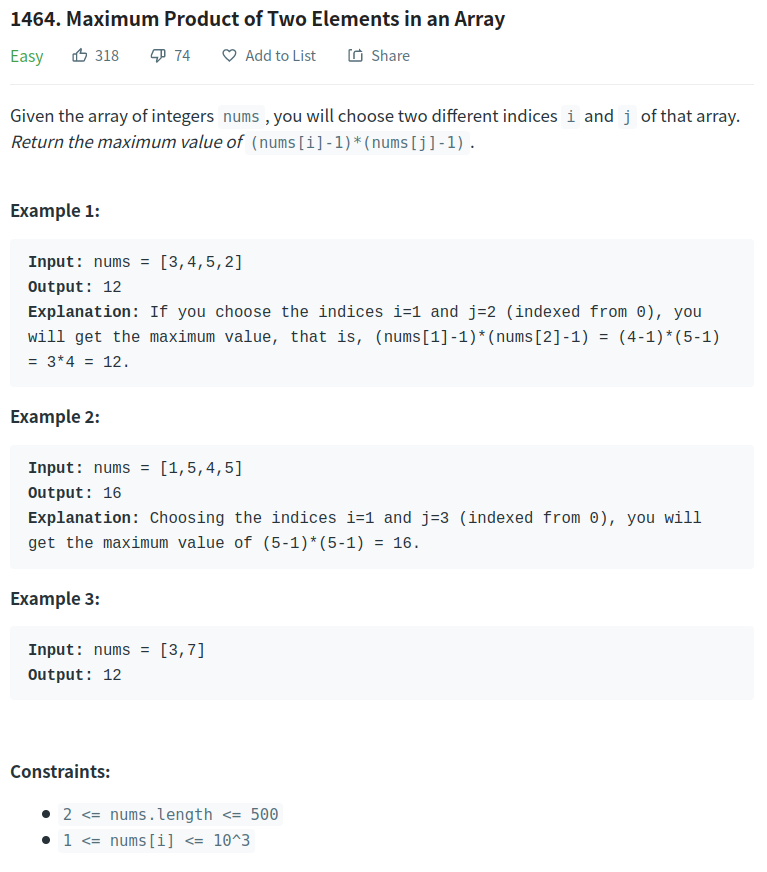 1464. Maximum Product of Two Elements in an Array
Easy 318 74 Add to List Share
Given the array of integers nums , you will choose two different indices i and j of that array.
Return the maximum value of (nums[i]-1)*(nums[j]-1) .
Example 1:
Input: nums = [3,4,5,2]
Output: 12
Explanation: If you choose the indices i=1 and j=2 (indexed from 0), you
will get the maximum value, that is, (nums[1]-1)*(nums[2]-1) = (4-1)*(5-1)
= 3*4 = 12.
Example 2:
Input: nums = [1,5,4,5]
Output: 16
Explanation: Choosing the indices i=1 and j=3 (indexed from 0), you will
get the maximum value of (5-1)*(5-1) = 16.
Example 3:
Input: nums = [3,7]
Output: 12
Constraints:
• 2 <= nums.length <= 500
• 1 <= nums[i] <= 10^3